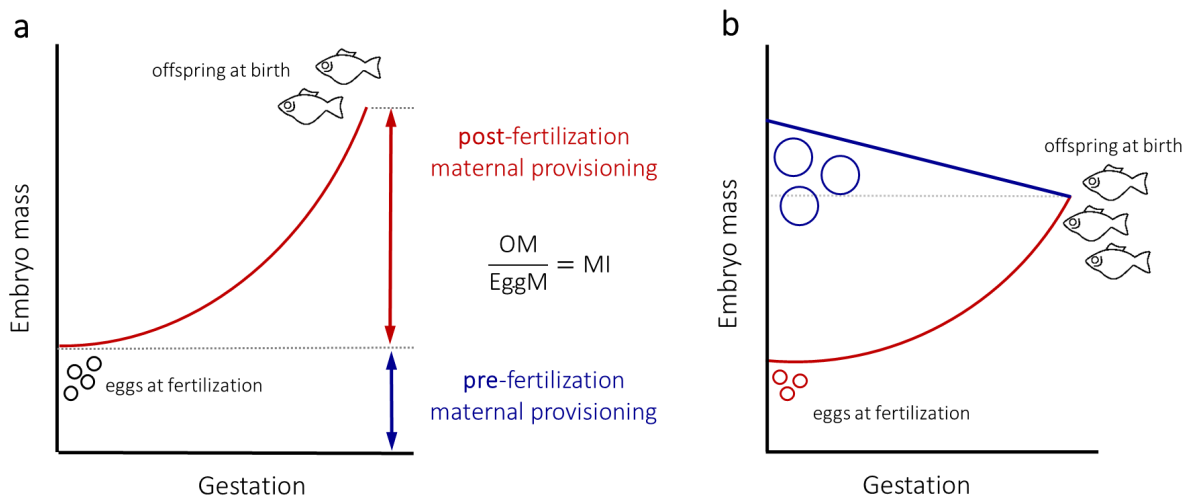 a
offspring at birth
post-fertilization
maternal provisioning
OM
EggM
= MI
eggs at fertilization
pre-fertilization
maternal provisioning
Embryo mass
Gestation
b
offspring at birth
Embryo mass
eggs at fertilization
Gestation